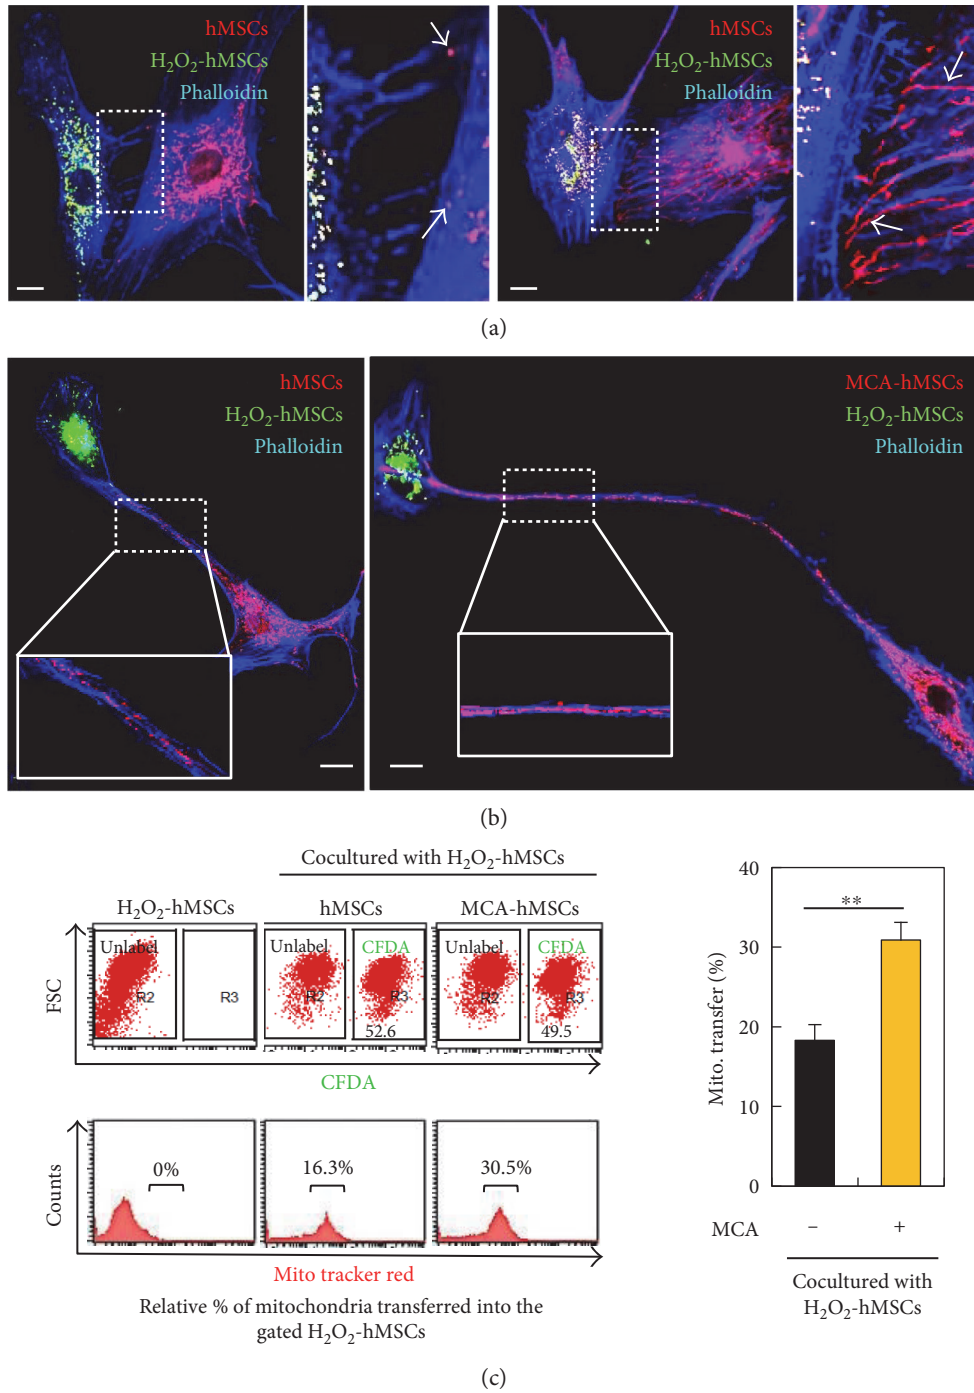 hMSCs
H₂O₂-hMSCs
Phalloidin
hMSCs
H₂O₂-hMSCs
Phalloidin
(a)
hMSCs
H₂O₂-hMSCs
Phalloidin
MCA-hMSCs
H₂O₂-hMSCs
Phalloidin
(b)
Cocultured with H₂O₂-hMSCs
H₂O₂-hMSCs
hMSCs
MCA-hMSCs
FSC
Unlabel
R2
R3
Unlabel
R2
CFDA
R3
52.6
Unlabel
R2
CFDA
R3
49.5
CFDA
Counts
0%
16.3%
30.5%
Mito tracker red
Relative % of mitochondria transferred into the
gated H₂O₂-hMSCs
Mito. transfer (%)
40
30
20
10
0
**
MCA
−
+
Cocultured with
H₂O₂-hMSCs
(c)